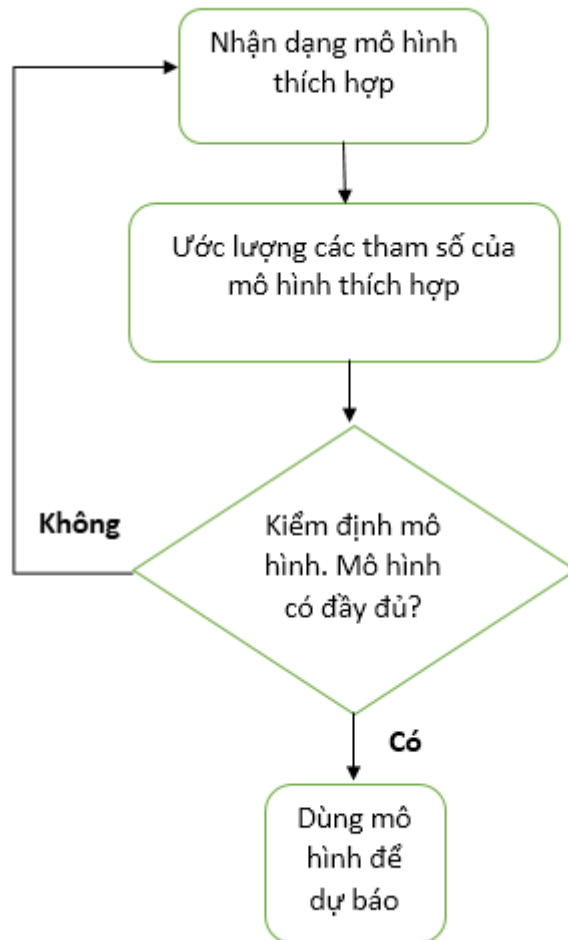 Nhận dạng mô hình
thích hợp
Ước lượng các tham số của
mô hình thích hợp
Không
Kiểm định mô
hình. Mô hình
có đầy đủ?
Có
Dùng mô
hình để
dự báo